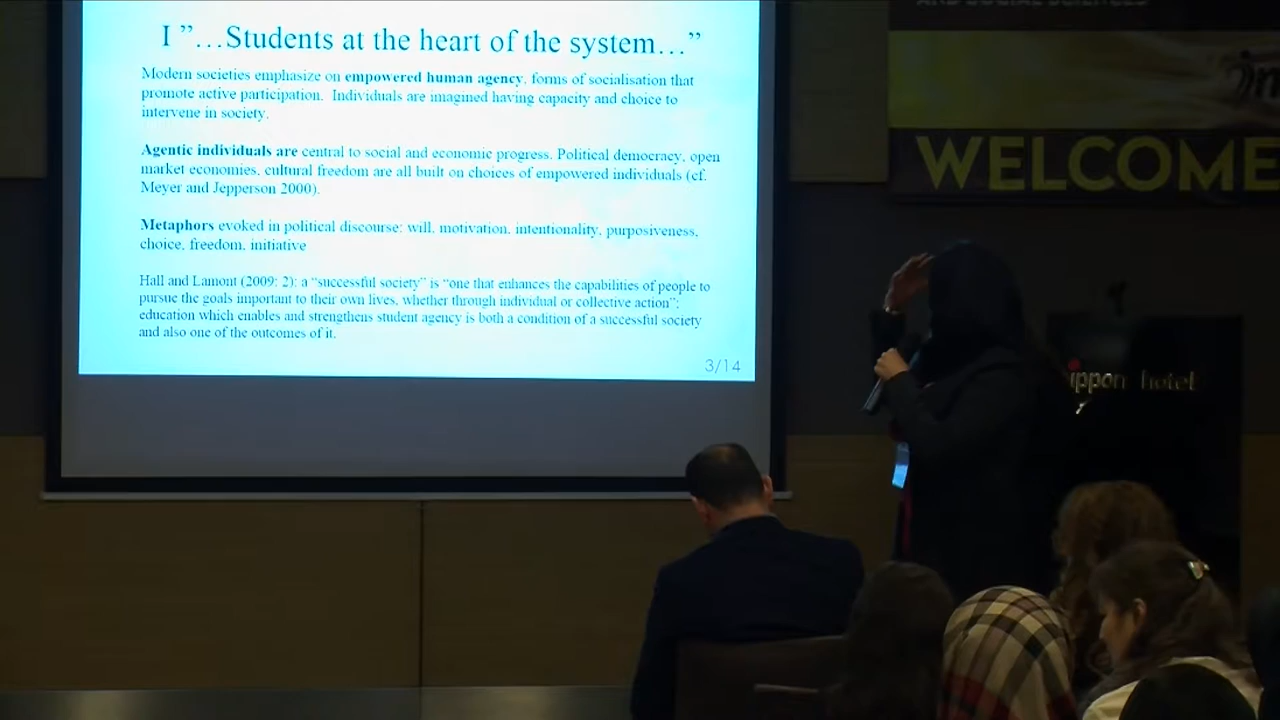 AND SOCIAL SCIENCES
I ”…Students at the heart of the system…”
Modern societies emphasize on empowered human agency, forms of socialisation that
promote active participation. Individuals are imagined having capacity and choice to
intervene in society.
Agentic individuals are central to social and economic progress. Political democracy, open
market economies, cultural freedom are all built on choices of empowered individuals (cf.
Meyer and Jepperson 2000).
Metaphors evoked in political discourse: will, motivation, intentionality, purposiveness,
choice, freedom, initiative
Hall and Lamont (2009: 2): a “successful society” is “one that enhances the capabilities of people to
pursue the goals important to their own lives, whether through individual or collective action”;
education which enables and strengthens student agency is both a condition of a successful society
and also one of the outcomes of it.
3/14
WELCOME
ippon hotel